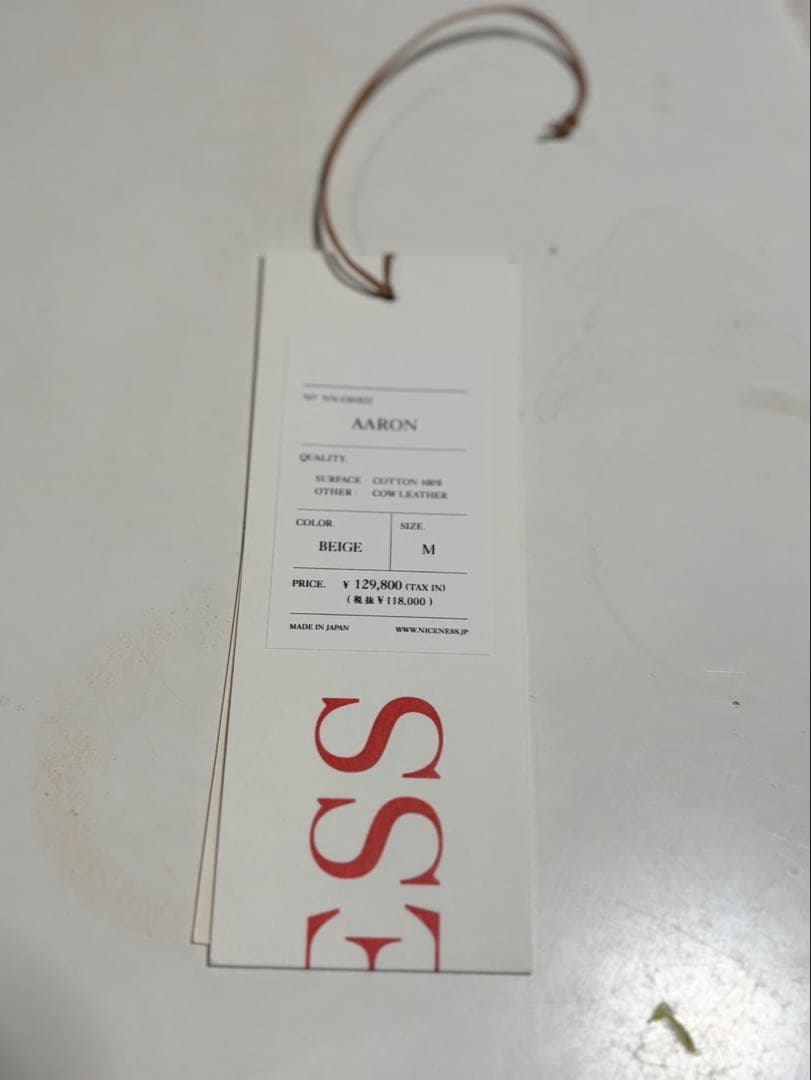 AARON
QUALITY.
SURFACE : COTTON 100%
OTHER : COW LEATHER
COLOR. SIZE.
BEIGE M
PRICE. ¥ 129,800 (TAX IN)
(税抜¥118,000)
MADE IN JAPAN WWW.NICENESS.JP
ESS